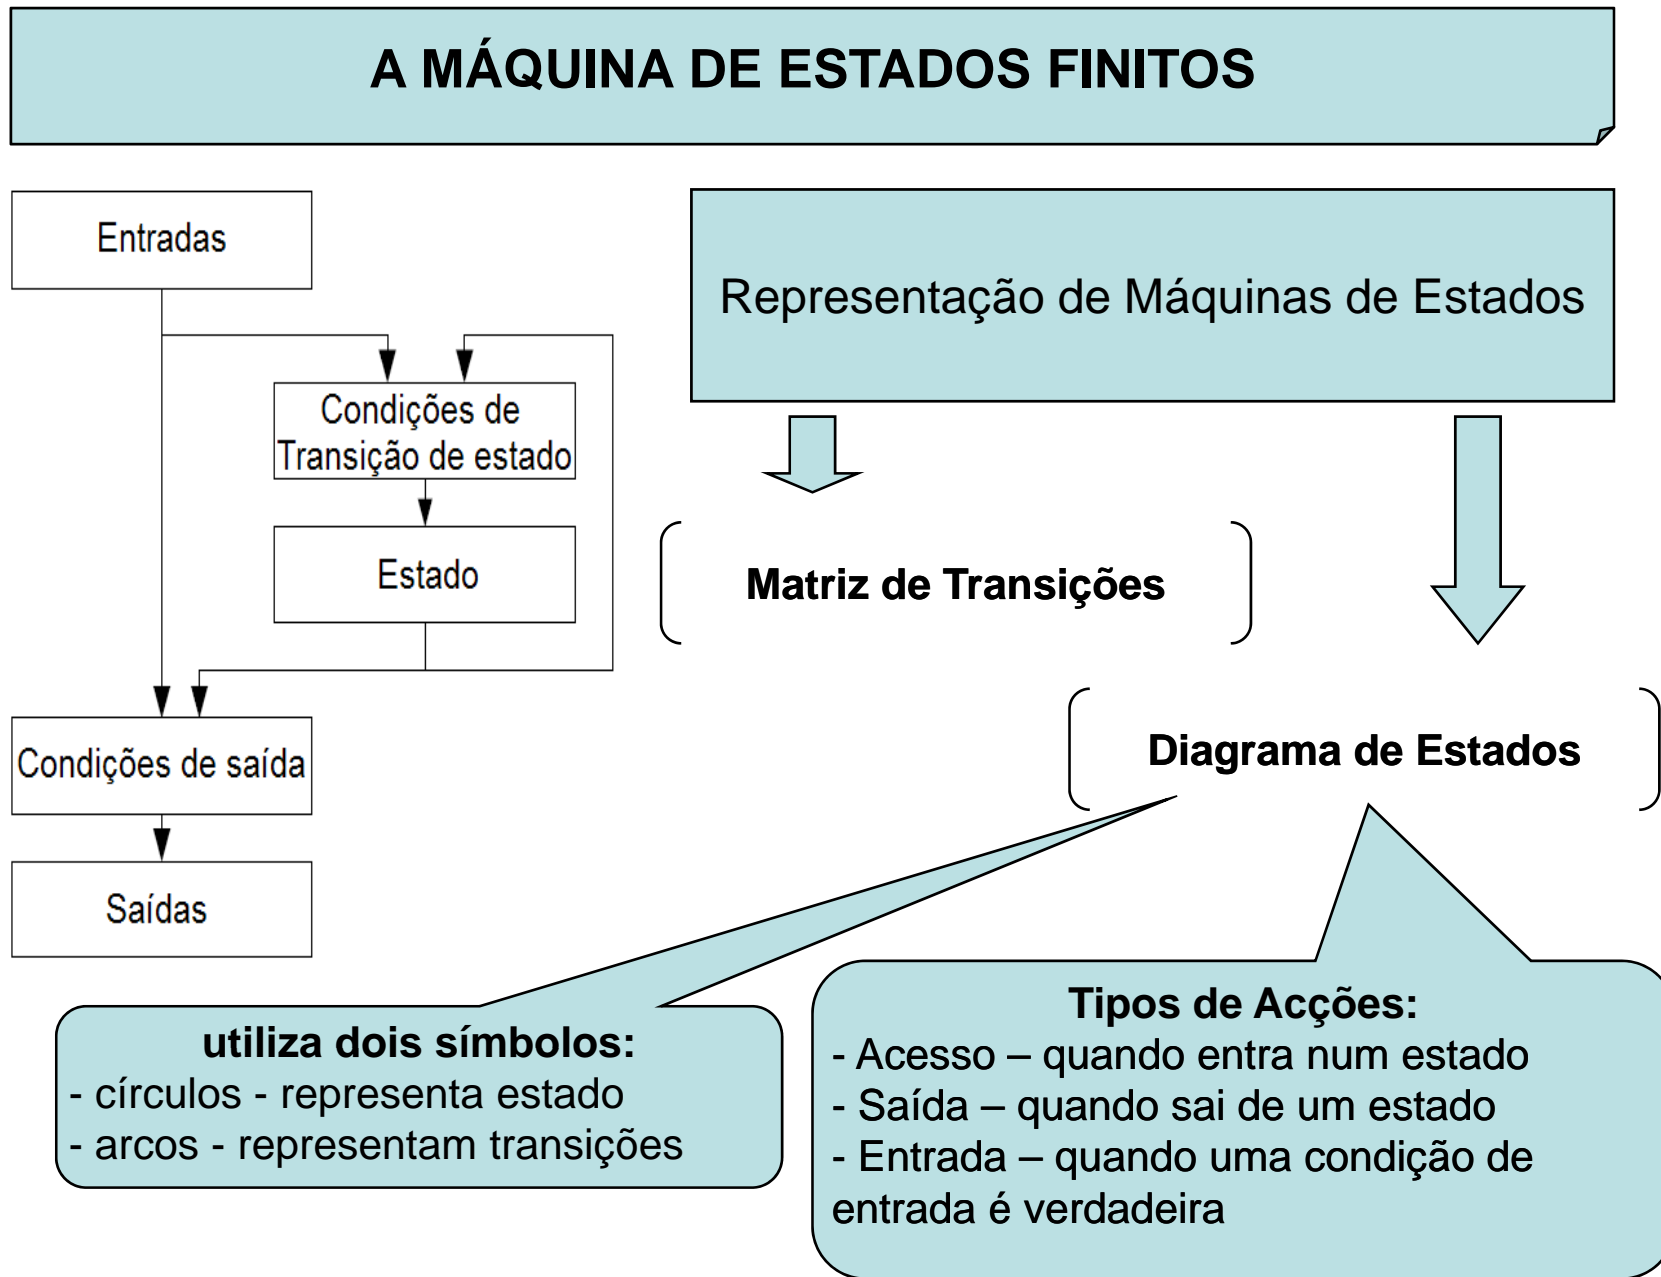 A MÁQUINA DE ESTADOS FINITOS
Entradas
Condições de
Transição de estado
Estado
Condições de saída
Saídas
Representação de Máquinas de Estados
Matriz de Transições
Diagrama de Estados
utiliza dois símbolos:
- círculos - representa estado
- arcos - representam transições
Tipos de Acções:
- Acesso – quando entra num estado
- Saída – quando sai de um estado
- Entrada – quando uma condição de
entrada é verdadeira